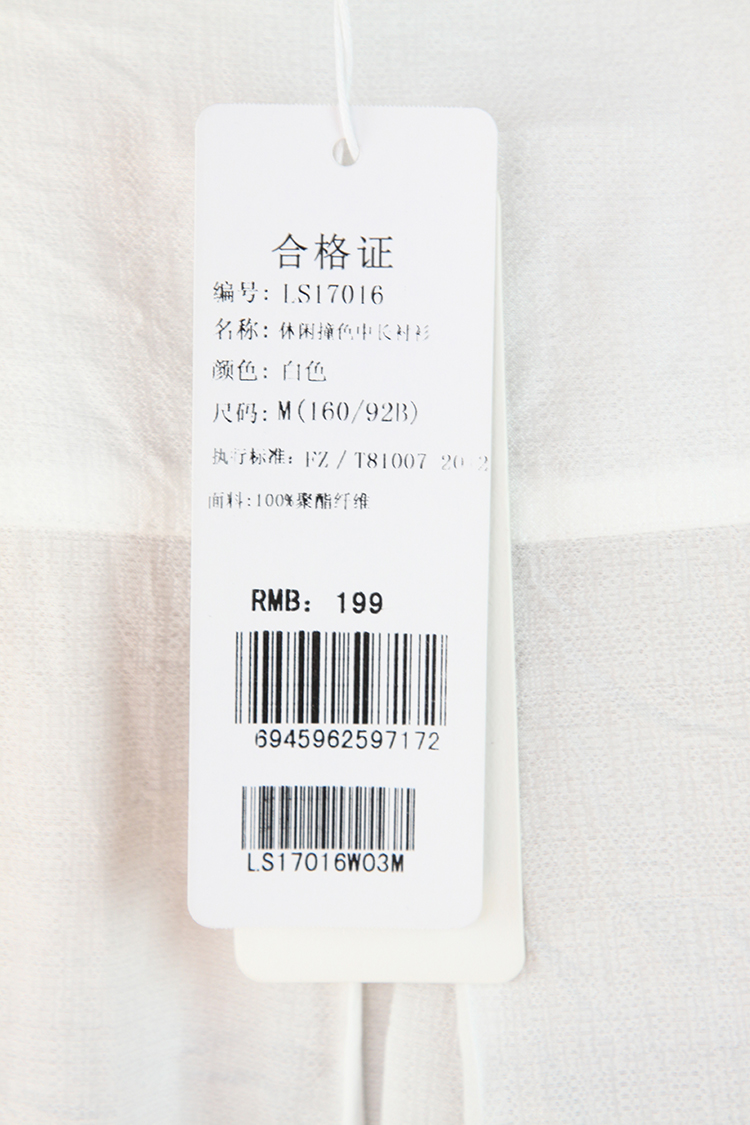 合格证
编号: LS17016
名称: 休闲撞色中长衬衫
颜色: 白色
尺码: M(160/92B)
执行标准: FZ/T81007 2012
面料:100%聚酯纤维
RMB: 199
6945962597172
LS17016W03M